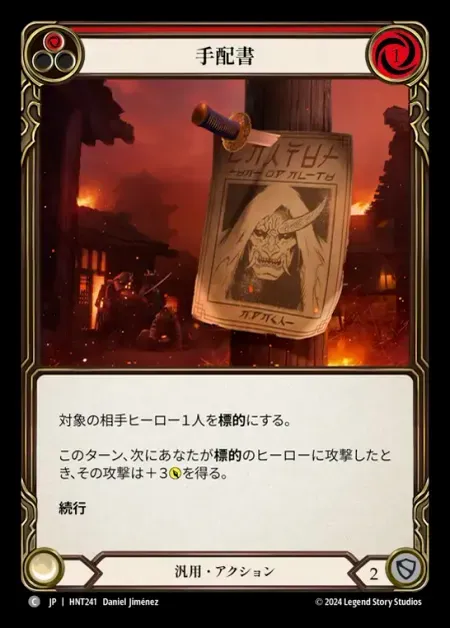 1
手配書
対象の相手ヒーロー1人を標的にする。
このターン、次にあなたが標的のヒーローに攻撃したと
き、その攻撃は+3を得る。
続行
汎用・アクション
2
C JP | HNT241 Daniel Jiménez
© 2024 Legend Story Studios